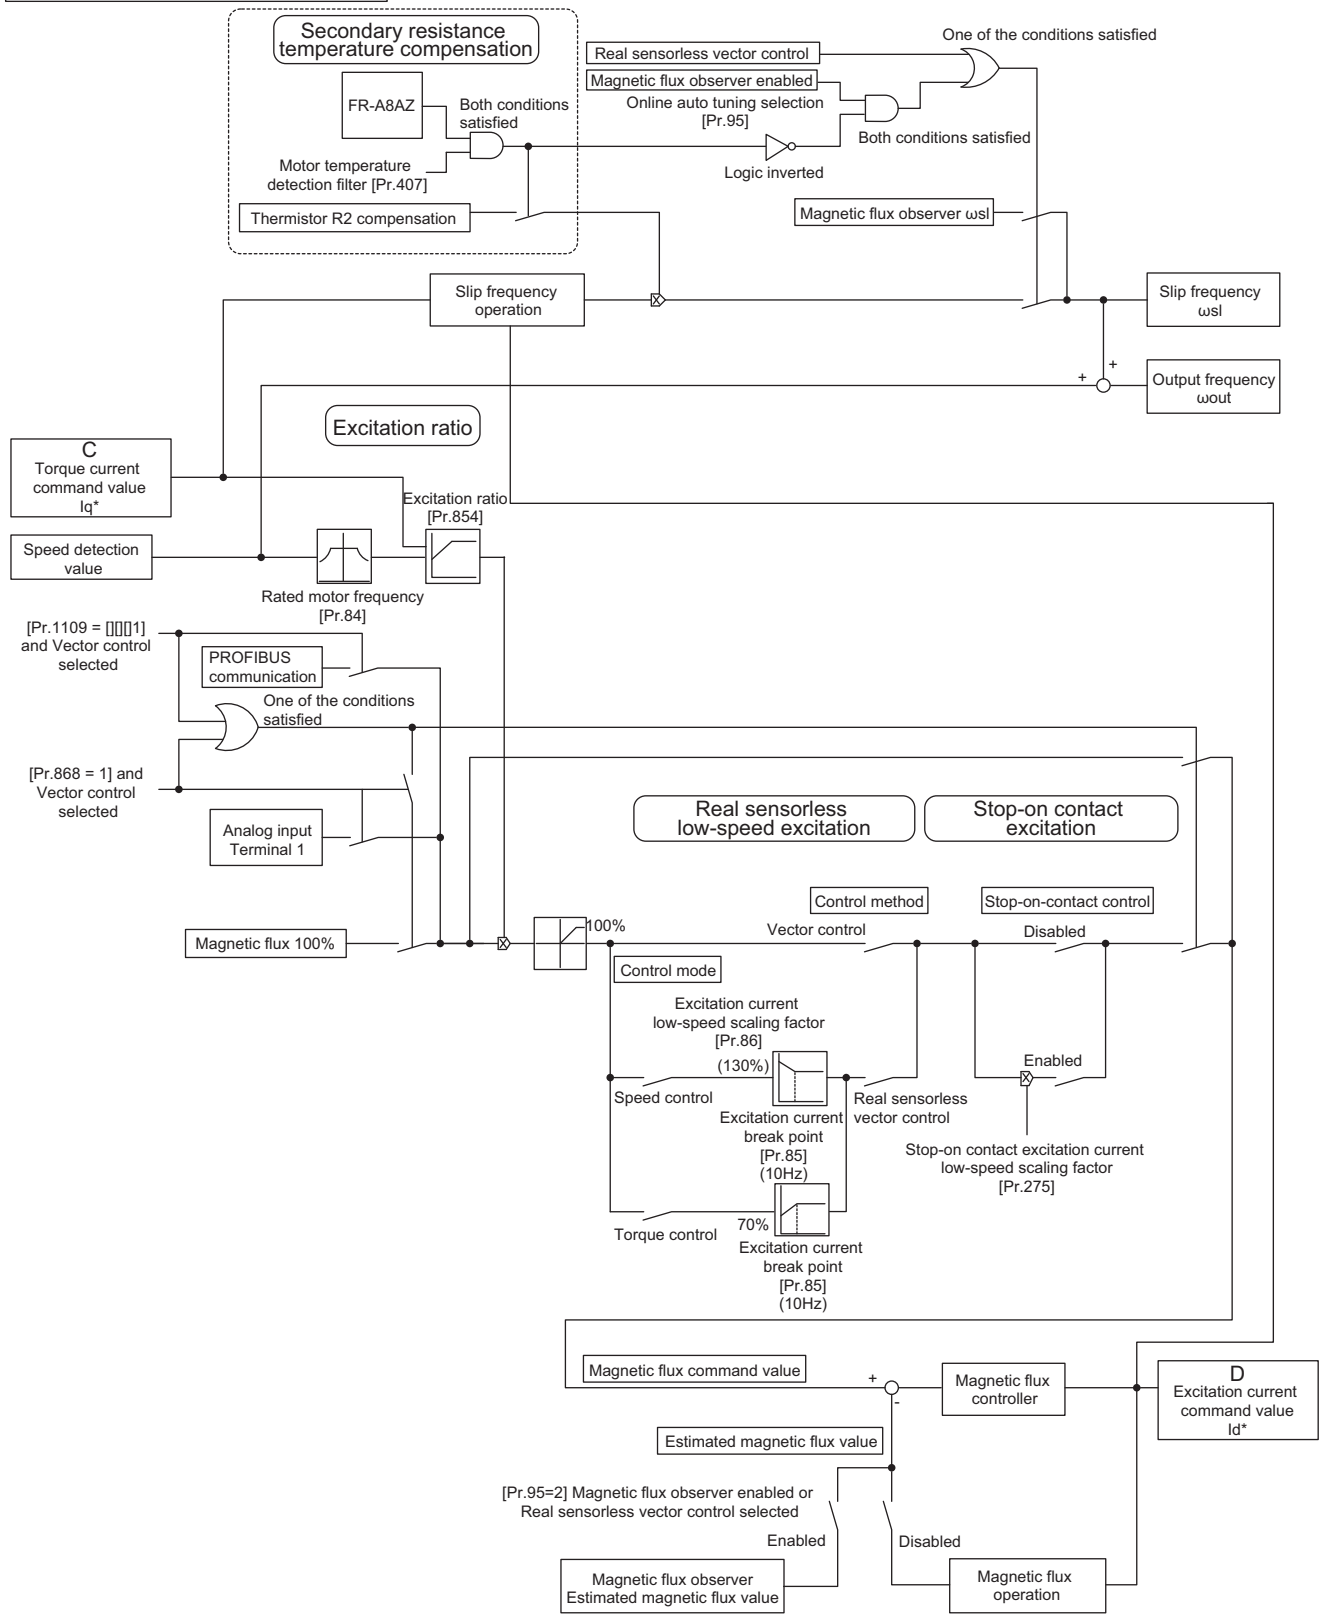 Secondary resistance
temperature compensation
FR-A8AZ
Both conditions
satisfied
Motor temperature
detection filter [Pr.407]
Thermistor R2 compensation
Real sensorless vector control
Magnetic flux observer enabled
Online auto tuning selection
[Pr.95]
One of the conditions satisfied
Both conditions satisfied
Logic inverted
Magnetic flux observer ωsl
Slip frequency
operation
X
Slip frequency
ωsl
+
+
Output frequency
ωout
Excitation ratio
C
Torque current
command value
Iq*
Excitation ratio
[Pr.854]
Speed detection
value
Rated motor frequency
[Pr.84]
[Pr.1109 = [][][]1]
and Vector control
selected
PROFIBUS
communication
One of the conditions
satisfied
[Pr.868 = 1] and
Vector control
selected
Analog input
Terminal 1
Real sensorless
low-speed excitation
Stop-on contact
excitation
Control method
Stop-on-contact control
Magnetic flux 100%
X
100%
Vector control
Disabled
Control mode
Excitation current
low-speed scaling factor
[Pr.86]
(130%)
Speed control
Excitation current
break point
[Pr.85]
(10Hz)
Real sensorless
vector control
Enabled
X
Stop-on contact excitation current
low-speed scaling factor
[Pr.275]
Torque control
70%
Excitation current
break point
[Pr.85]
(10Hz)
Magnetic flux command value
+
-
Magnetic flux
controller
D
Excitation current
command value
Id*
Estimated magnetic flux value
[Pr.95=2] Magnetic flux observer enabled or
Real sensorless vector control selected
Enabled
Disabled
Magnetic flux observer
Estimated magnetic flux value
Magnetic flux
operation